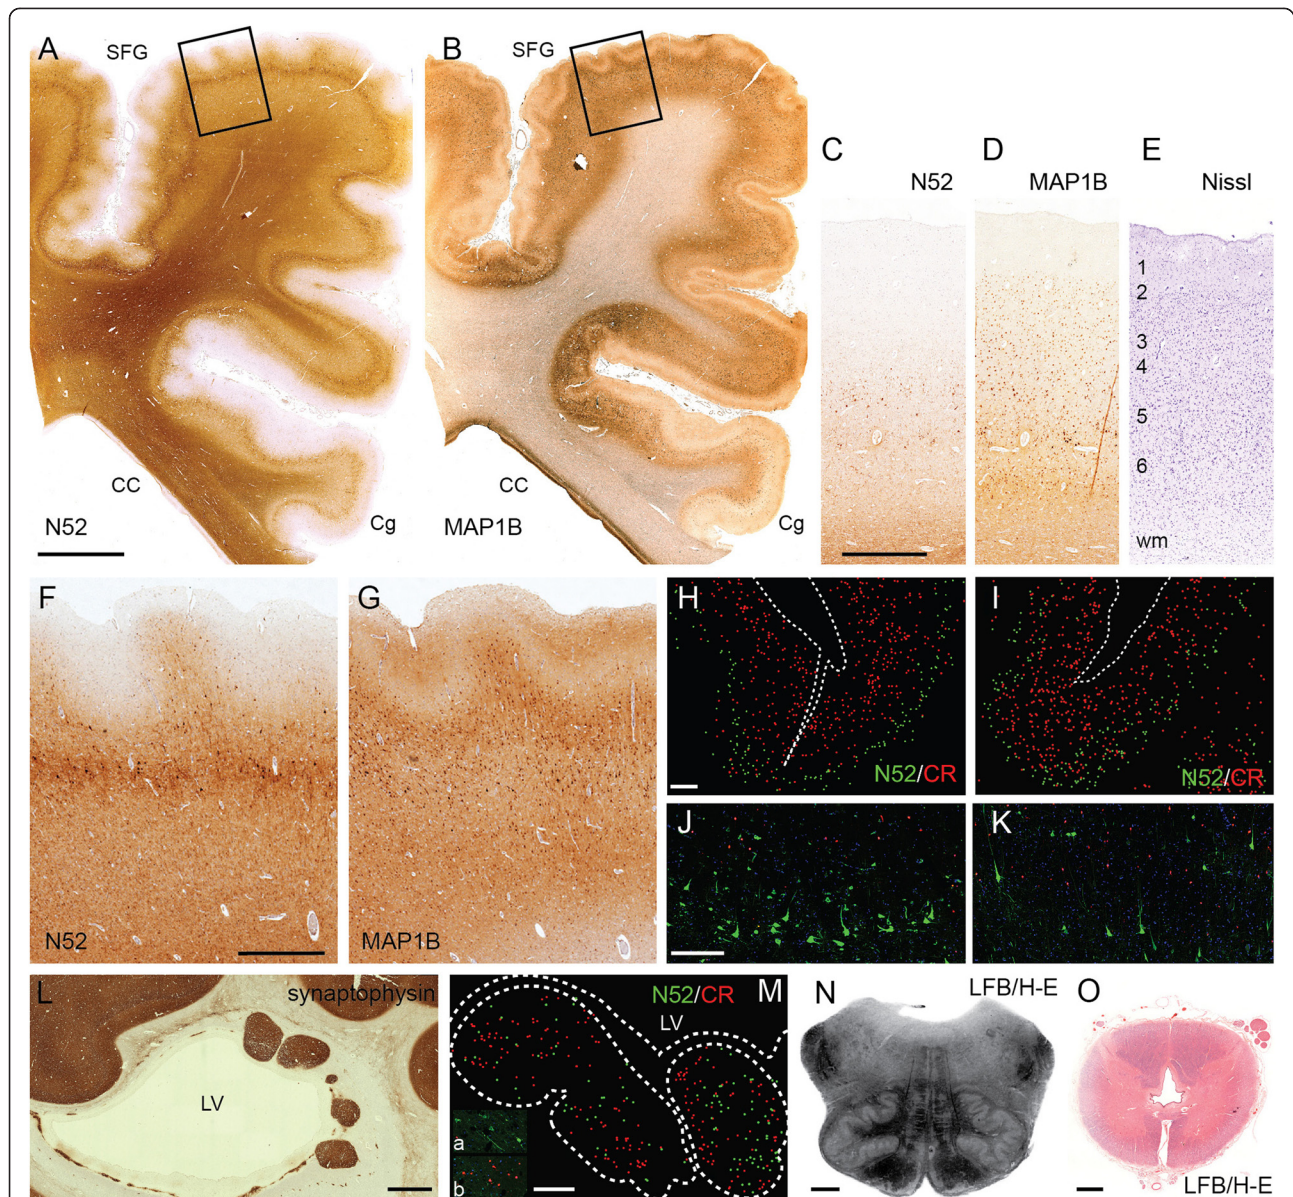 A
SFG
B
SFG
C
N52
D
MAP1B
E
Nissl
1
2
3
4
5
6
wm
CC
N52
Cg
CC
MAP1B
Cg
F
N52
G
MAP1B
H
N52/CR
I
N52/CR
J
K
L
synaptophysin
LV
N52/CR
M
LV
a
b
N
LFB/H-E
O
LFB/H-E